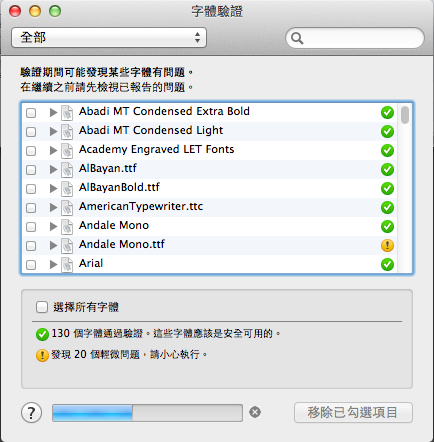 字體驗證
全部
驗證期間可能發現某些字體有問題。
在繼續之前請先檢視已報告的問題。
Abadi MT Condensed Extra Bold
Abadi MT Condensed Light
Academy Engraved LET Fonts
AlBayan.ttf
AlBayanBold.ttf
AmericanTypewriter.ttc
Andale Mono
Andale Mono.ttf
Arial
選擇所有字體
130 個字體通過驗證。這些字體應該是安全可用的。
發現 20 個輕微問題，請小心執行。
? 移除已勾選項目